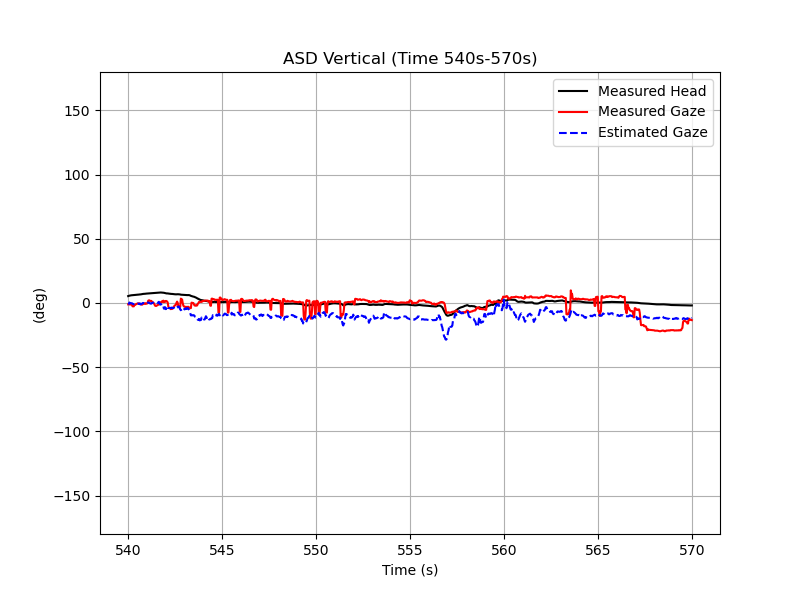 ASD Vertical (Time 540s-570s)
Measured Head
Measured Gaze
Estimated Gaze
150
100
50
0
−50
−100
−150
(deg)
540 545 550 555 560 565 570
Time (s)